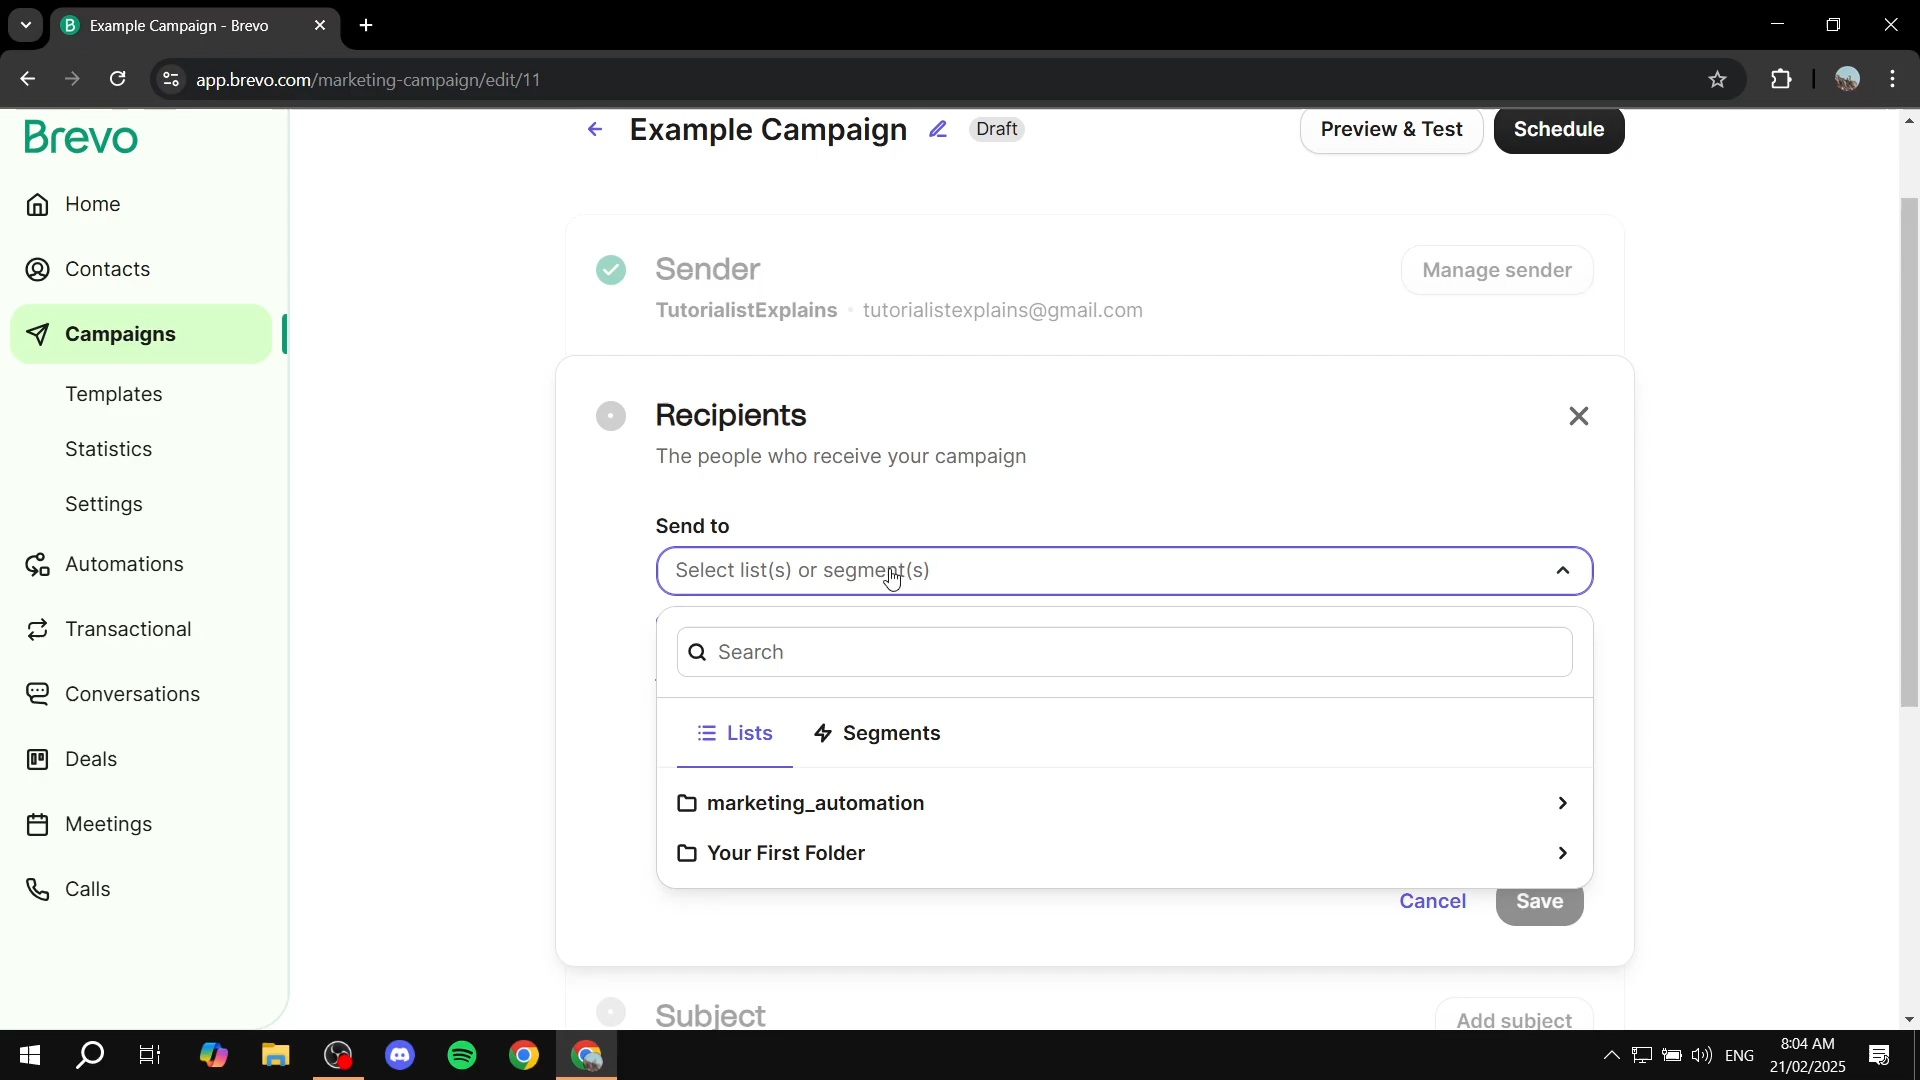 Example Campaign - Brevo
app.brevo.com/marketing-campaign/edit/11
Brevo
Home
Contacts
Campaigns
Templates
Statistics
Settings
Automations
Transactional
Conversations
Deals
Meetings
Calls
Example Campaign
Draft
Preview & Test
Schedule
Sender
Manage sender
TutorialistExplains · tutorialistexplains@gmail.com
Recipients
The people who receive your campaign
Send to
Select list(s) or segment(s)
Search
Lists
Segments
marketing_automation
Your First Folder
Cancel
Save
Subject
Add subject
ENG
8:04 AM
21/02/2025